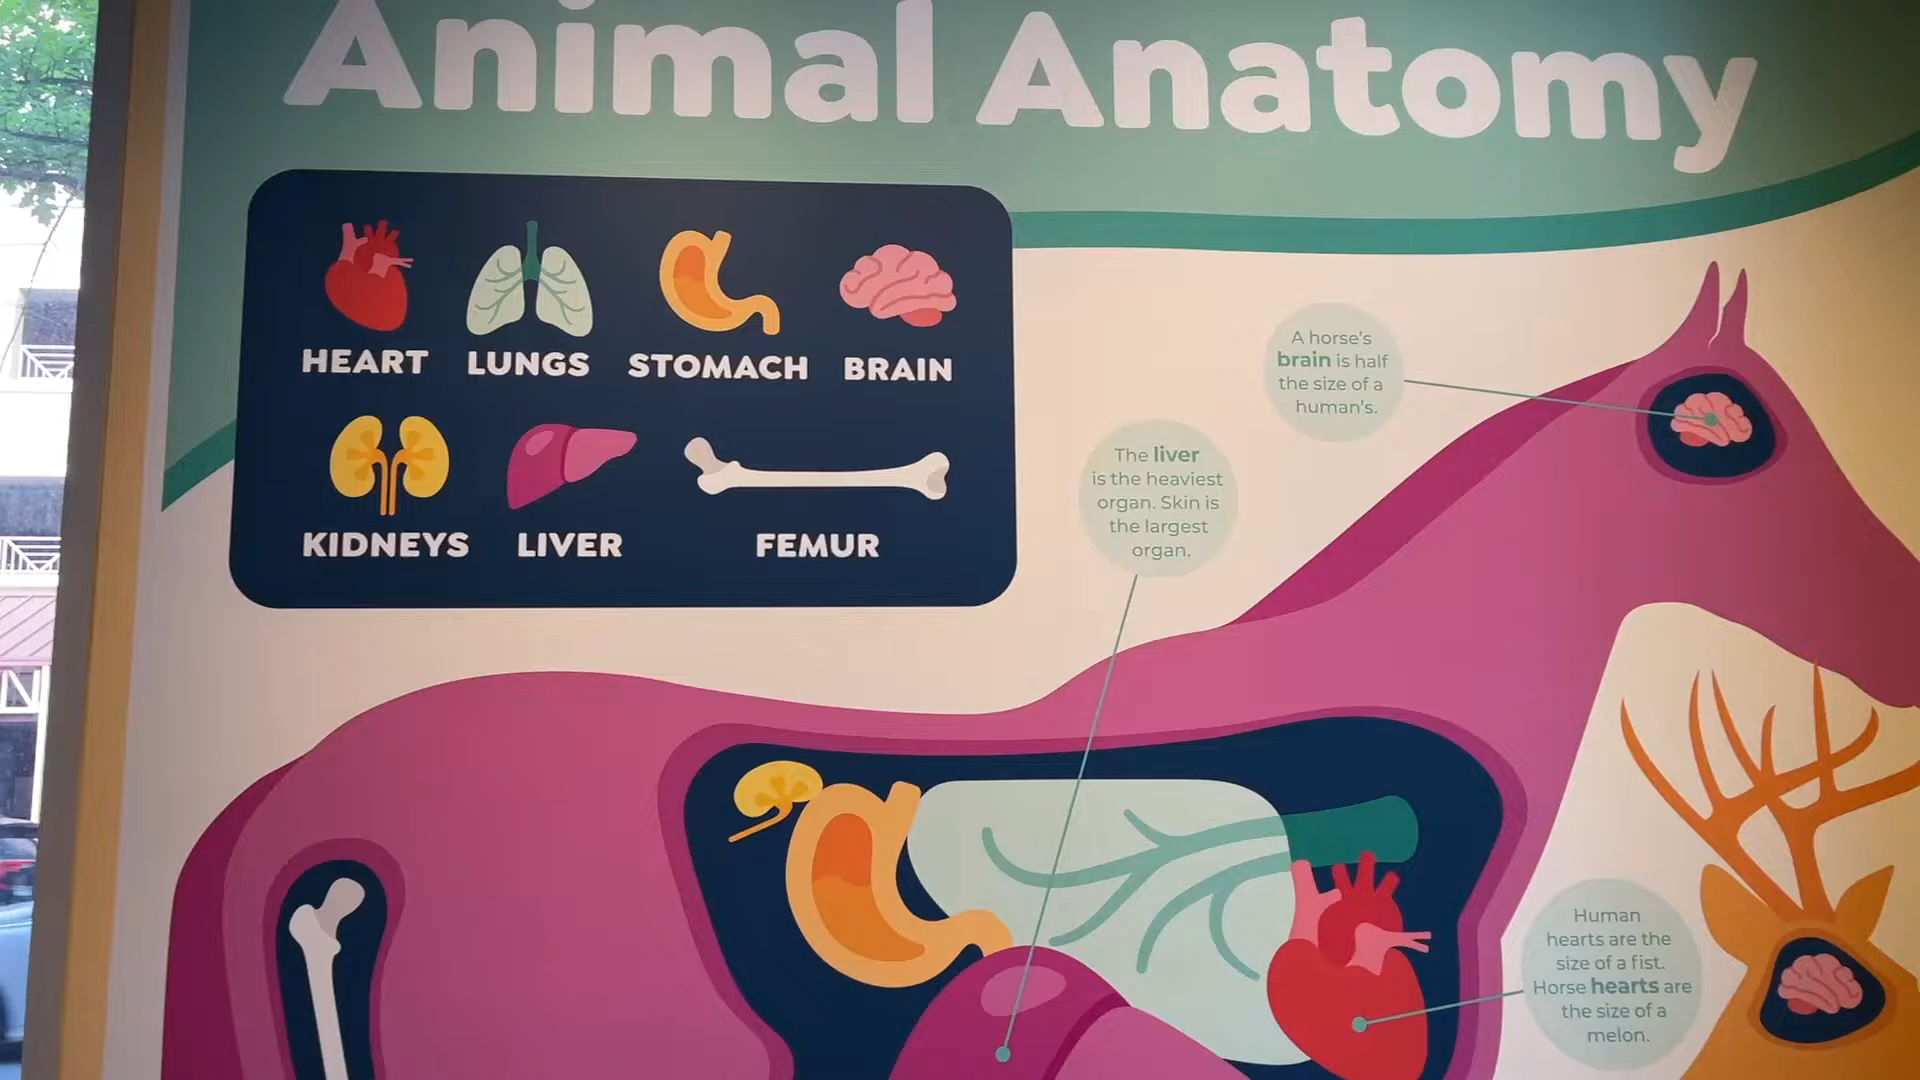 Animal Anatomy
HEART LUNGS STOMACH BRAIN
KIDNEYS LIVER FEMUR
A horse's
brain is half
the size of a
human's.
The liver
is the heaviest
organ. Skin is
the largest
organ.
Human
hearts are the
size of a fist.
Horse hearts are
the size of a
melon.